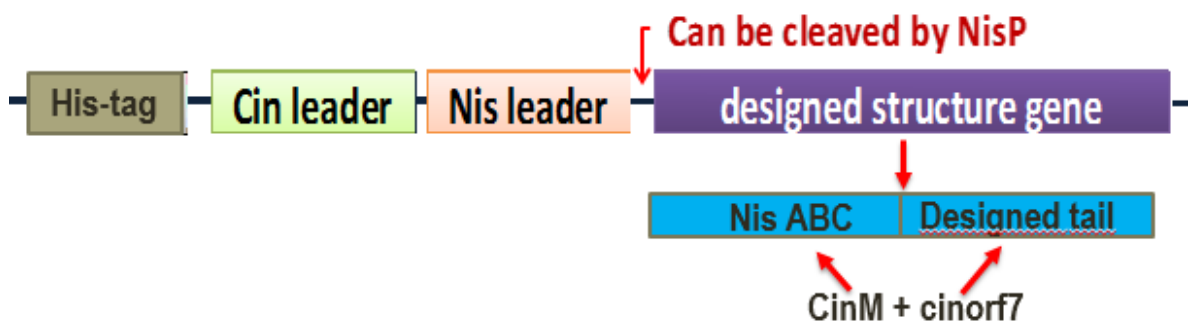 Can be cleaved by NisP
His-tag
Cin leader
Nis leader
designed structure gene
Nis ABC
Designed tail
CinM + cinorf7